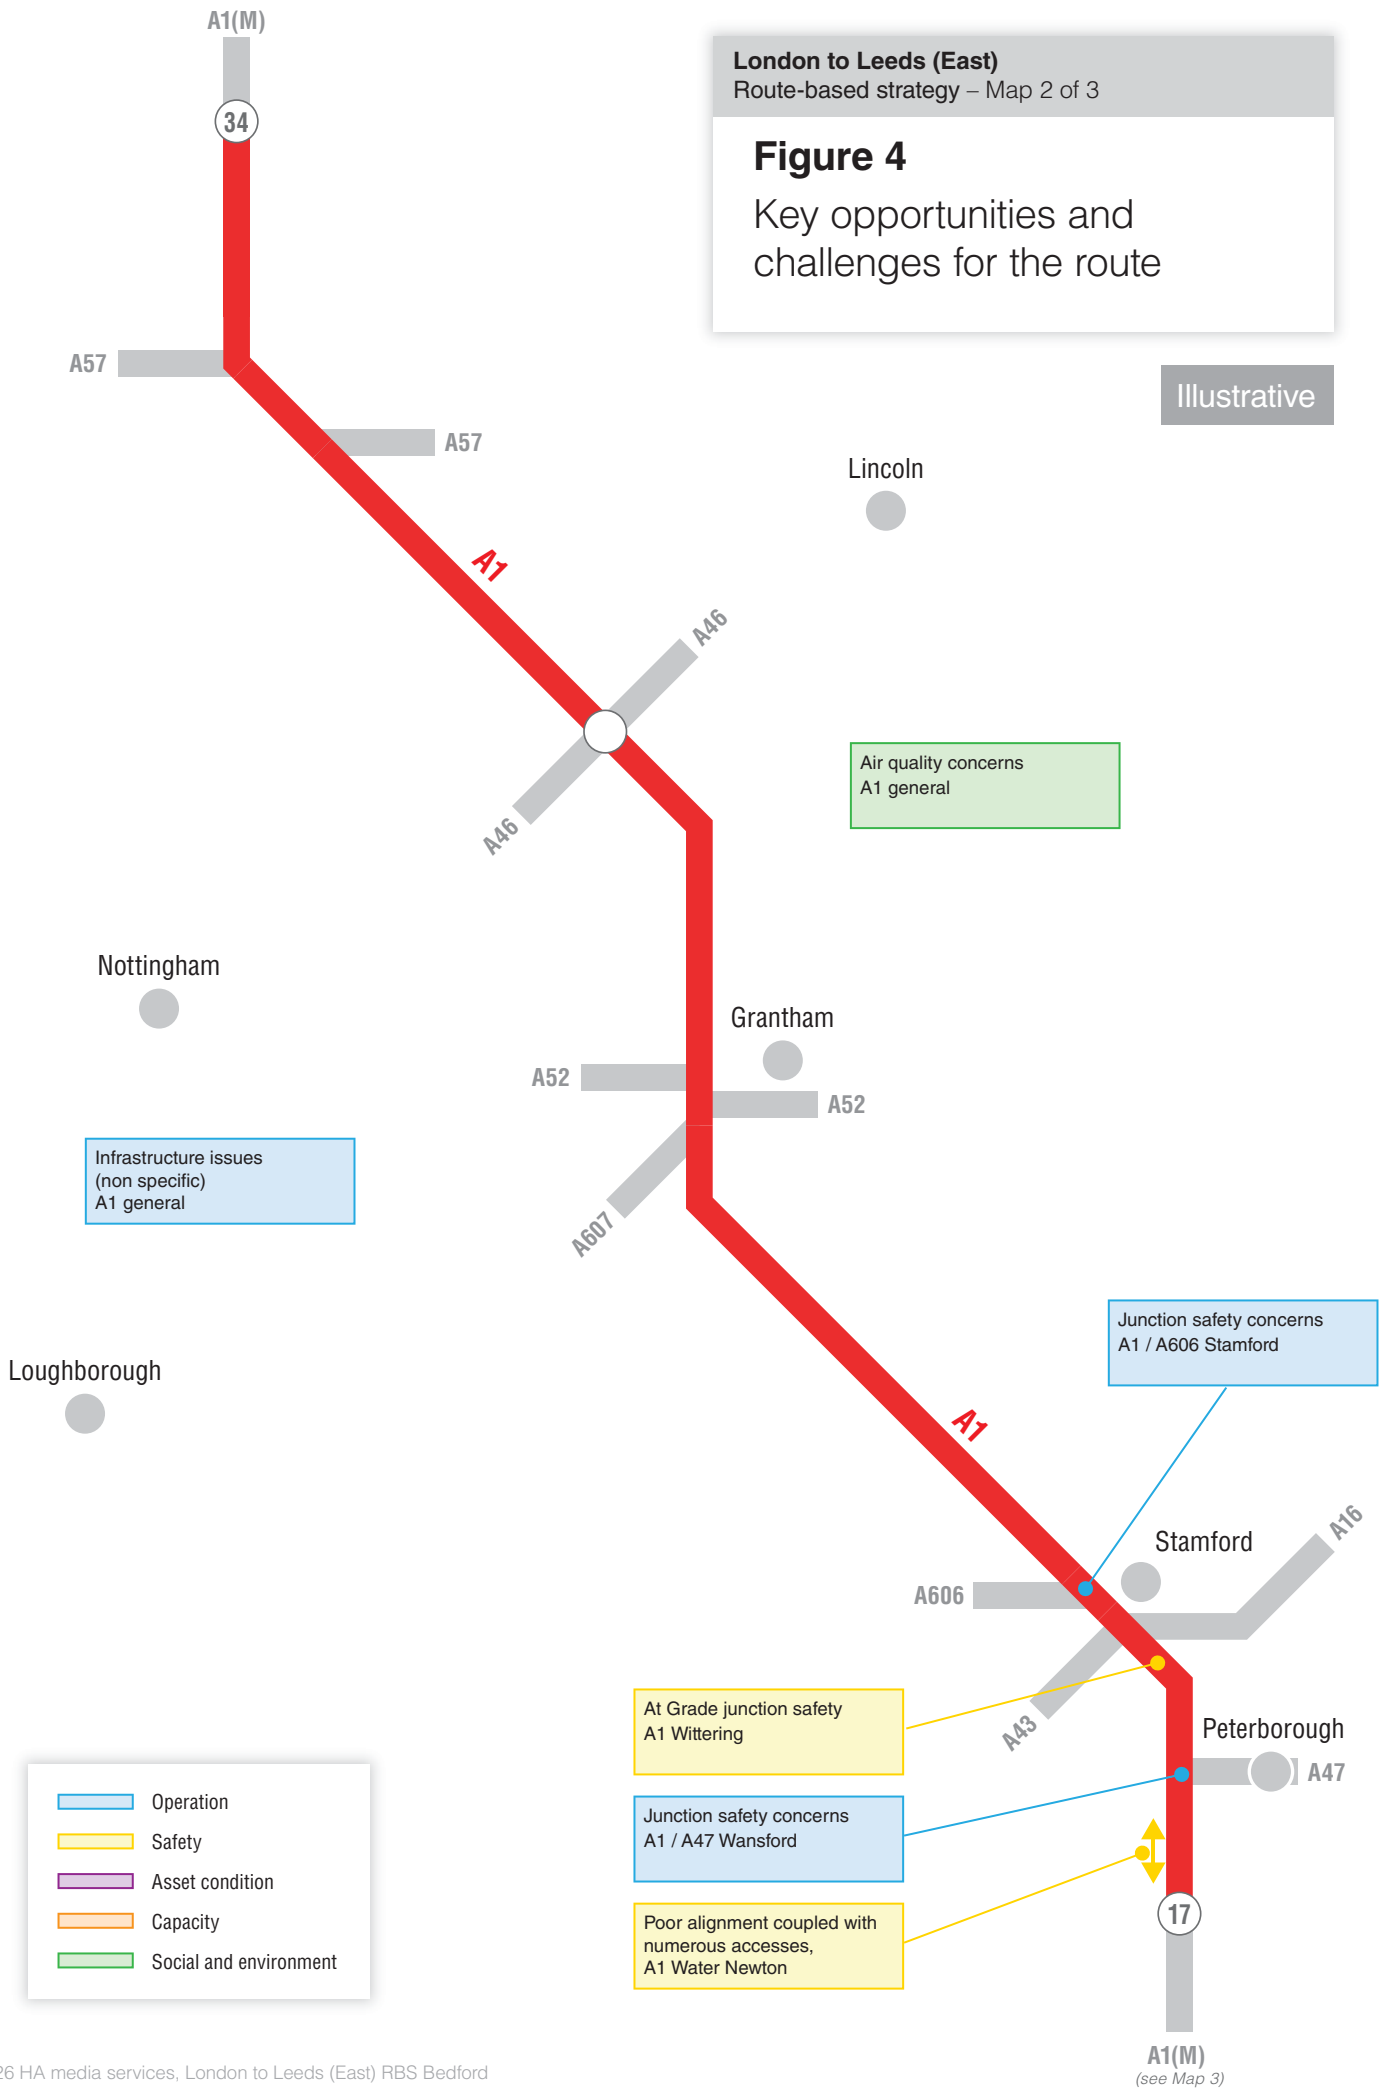 A1(M)
London to Leeds (East)
Route-based strategy – Map 2 of 3
34
Figure 4
Key opportunities and
challenges for the route
A57
Illustrative
A57
Lincoln
A1
A46
Air quality concerns
A1 general
A46
Nottingham
Grantham
A52
A52
Infrastructure issues
(non specific)
A1 general
A607
Junction safety concerns
A1 / A606 Stamford
Loughborough
A1
A16
Stamford
A606
At Grade junction safety
A1 Wittering
A43
Peterborough
A47
Operation
Safety
Asset condition
Capacity
Social and environment
Junction safety concerns
A1 / A47 Wansford
Poor alignment coupled with
numerous accesses,
A1 Water Newton
17
A1(M)
(see Map 3)
26 HA media services, London to Leeds (East) RBS Bedford